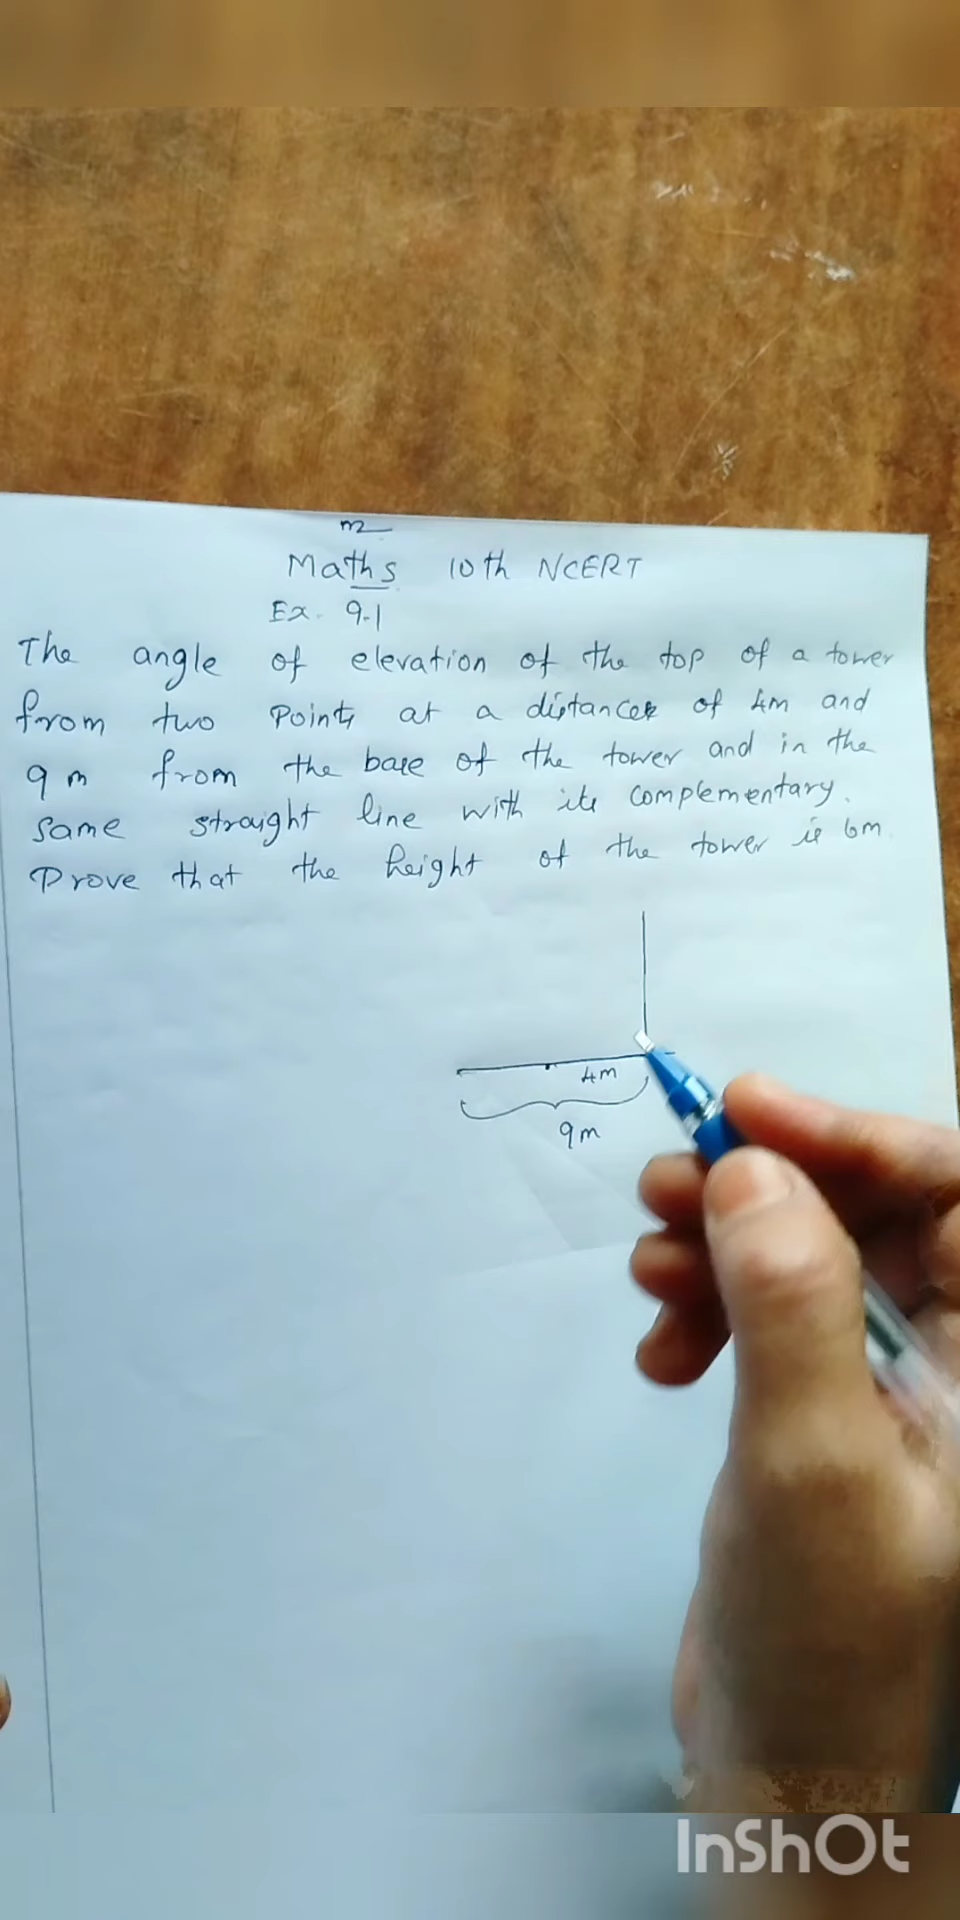 m
Maths 10th NCERT
Ex. 9.1
The angle of elevation of the top of a tower
from two points at a distance of 4m and
9 m from the base of the tower and in the
same straight line with its complementary.
Prove that the height of the tower is 6m
4m
9m
InShOt